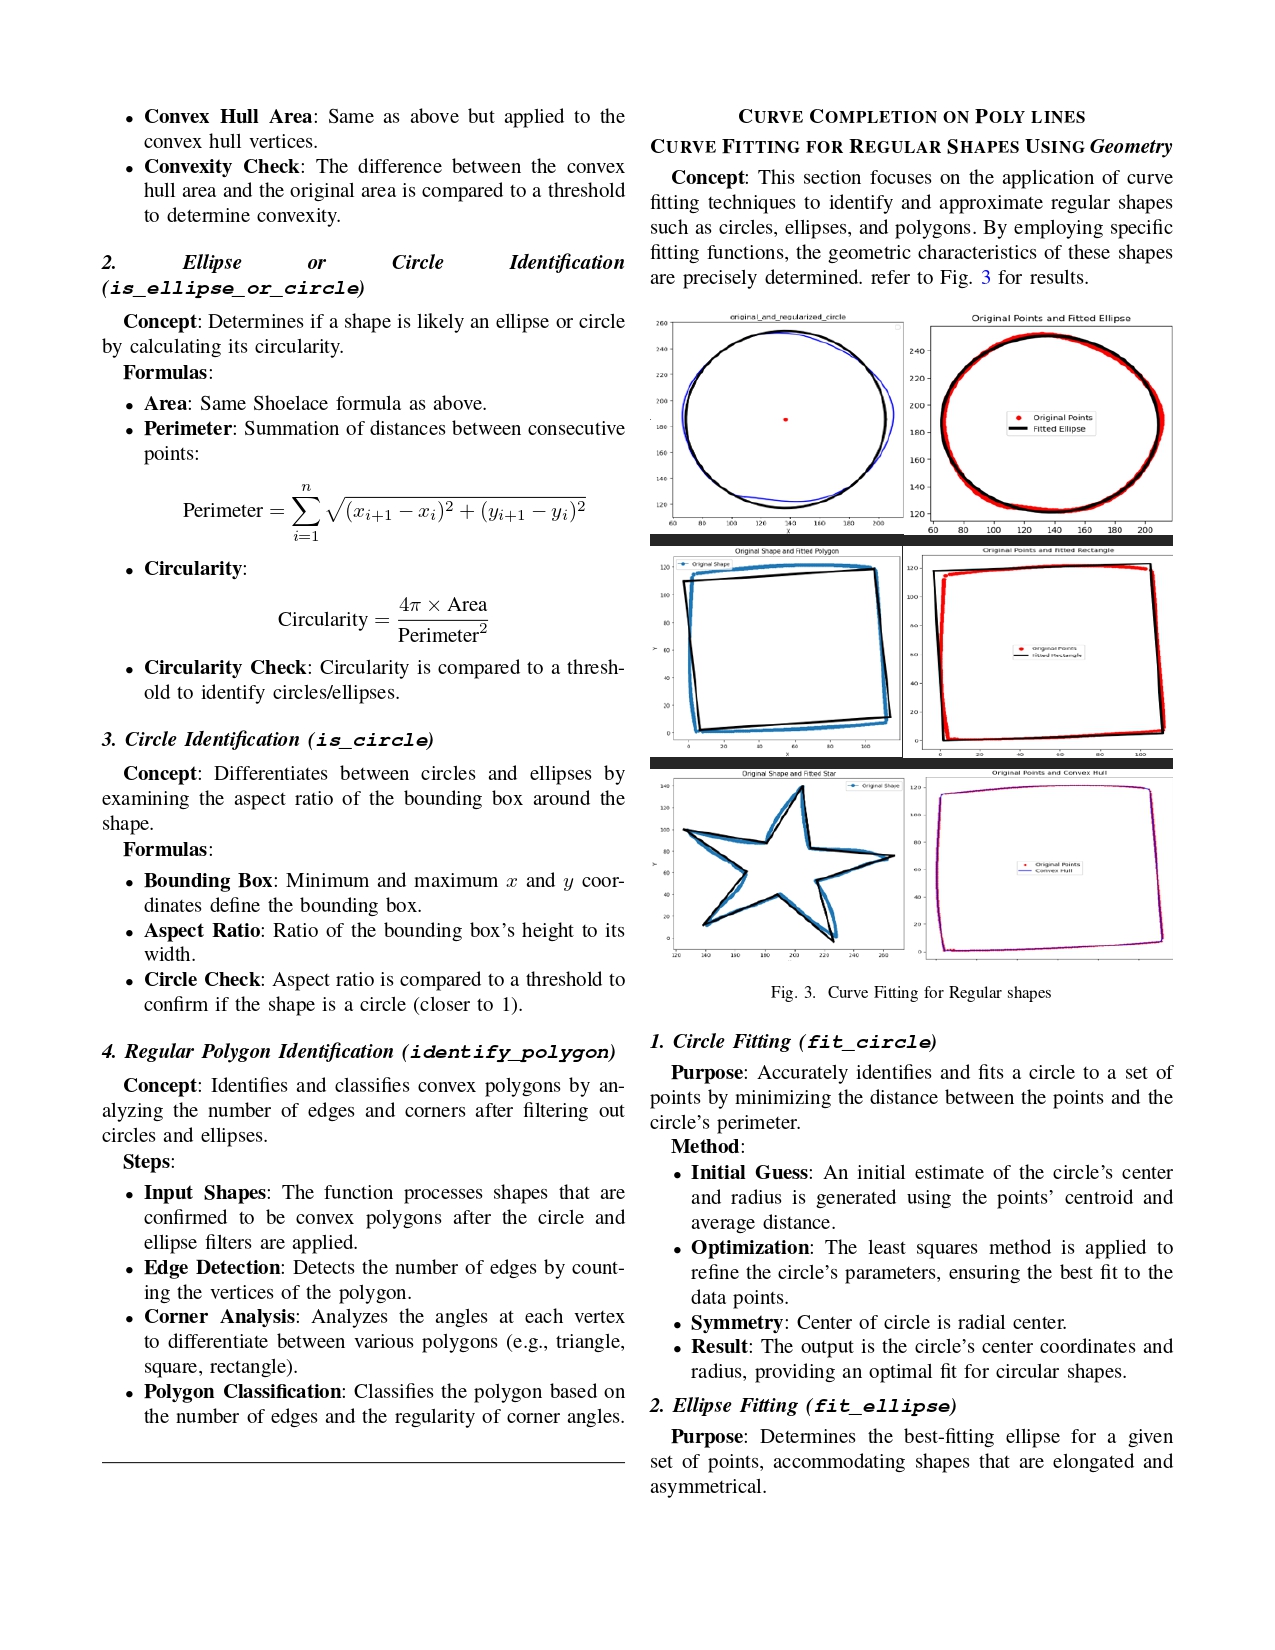 • Convex Hull Area: Same as above but applied to the
convex hull vertices.
• Convexity Check: The difference between the convex
hull area and the original area is compared to a threshold
to determine convexity.
2. Ellipse or Circle Identification
(is_ellipse_or_circle)
Concept: Determines if a shape is likely an ellipse or circle
by calculating its circularity.
Formulas:
• Area: Same Shoelace formula as above.
• Perimeter: Summation of distances between consecutive
points:
Perimeter = \sum_{i=1}^{n} \sqrt{(x_{i+1} − x_i)^2 + (y_{i+1} − y_i)^2}
• Circularity:
Circularity = \frac{4π × Area}{Perimeter^2}
• Circularity Check: Circularity is compared to a thresh-
old to identify circles/ellipses.
3. Circle Identification (is_circle)
Concept: Differentiates between circles and ellipses by
examining the aspect ratio of the bounding box around the
shape.
Formulas:
• Bounding Box: Minimum and maximum x and y coor-
dinates define the bounding box.
• Aspect Ratio: Ratio of the bounding box's height to its
width.
• Circle Check: Aspect ratio is compared to a threshold to
confirm if the shape is a circle (closer to 1).
4. Regular Polygon Identification (identify_polygon)
Concept: Identifies and classifies convex polygons by an-
alyzing the number of edges and corners after filtering out
circles and ellipses.
Steps:
• Input Shapes: The function processes shapes that are
confirmed to be convex polygons after the circle and
ellipse filters are applied.
• Edge Detection: Detects the number of edges by count-
ing the vertices of the polygon.
• Corner Analysis: Analyzes the angles at each vertex
to differentiate between various polygons (e.g., triangle,
square, rectangle).
• Polygon Classification: Classifies the polygon based on
the number of edges and the regularity of corner angles.
CURVE COMPLETION ON POLY LINES
CURVE FITTING FOR REGULAR SHAPES USING Geometry
Concept: This section focuses on the application of curve
fitting techniques to identify and approximate regular shapes
such as circles, ellipses, and polygons. By employing specific
fitting functions, the geometric characteristics of these shapes
are precisely determined. refer to Fig. 3 for results.
original_and_regularized_circle
260
240
220
200
180
160
140
120
60 80 100 120 140 160 180 200
X
Original Points and Fitted Ellipse
240
220
200
180
160
140
120
Original Points
Fitted Ellipse
60 80 100 120 140 160 180 200
Original Shape and Fitted Polygon
Original Shape
120
100
80
60
40
20
0
Y
0 20 40 60 80 100
X
Original Points and Fitted Rectangle
120
100
80
60
40
20
0
Original Points
Fitted Rectangle
0 20 40 60 80 100
Original Shape and Fitted Star
Original Shape
140
120
100
80
60
40
20
0
Y
120 140 160 180 200 220 240 260
Original Points and Convex Hull
120
100
80
60
40
20
0
Original Points
Convex Hull
Fig. 3. Curve Fitting for Regular shapes
1. Circle Fitting (fit_circle)
Purpose: Accurately identifies and fits a circle to a set of
points by minimizing the distance between the points and the
circle's perimeter.
Method:
• Initial Guess: An initial estimate of the circle's center
and radius is generated using the points' centroid and
average distance.
• Optimization: The least squares method is applied to
refine the circle's parameters, ensuring the best fit to the
data points.
• Symmetry: Center of circle is radial center.
• Result: The output is the circle's center coordinates and
radius, providing an optimal fit for circular shapes.
2. Ellipse Fitting (fit_ellipse)
Purpose: Determines the best-fitting ellipse for a given
set of points, accommodating shapes that are elongated and
asymmetrical.